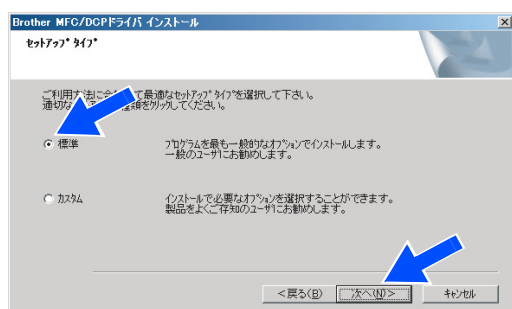 Brother MFC/DCPドライバ インストール
ｾｯﾄｱｯﾌﾟ ﾀｲﾌﾟ
ご利用方法に合 て最適なｾｯﾄｱｯﾌﾟ ﾀｲﾌﾟを選択して下さい。
適切な 種類をｸﾘｯｸしてください。
標準
ﾌﾟﾛｸﾞﾗﾑを最も一般的なｵﾌﾟｼｮﾝでｲﾝｽﾄｰﾙします。
一般のﾕｰｻﾞにお勧めします。
ｶｽﾀﾑ
ｲﾝｽﾄｰﾙで必要なｵﾌﾟｼｮﾝを選択することができます。
製品をよくご存知のﾕｰｻﾞにお勧めします。
<戻る(B) 次へ(N)> ｷｬﾝｾﾙ